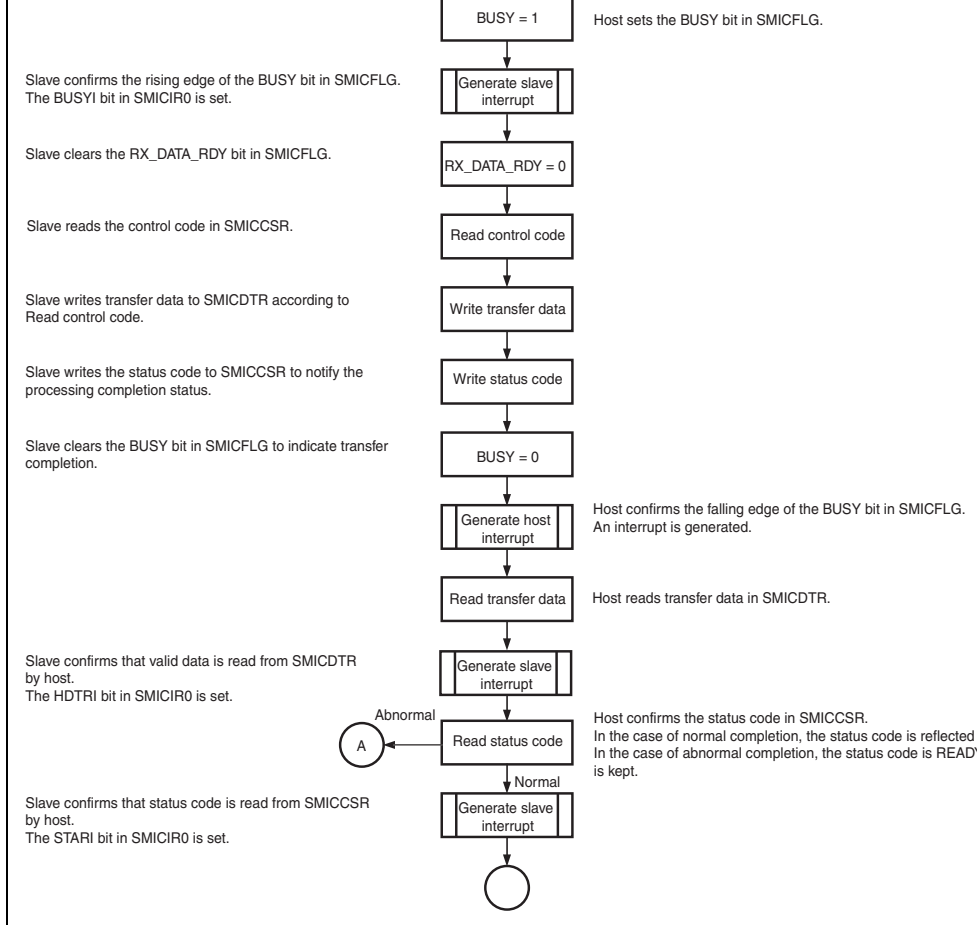 BUSY = 1
Host sets the BUSY bit in SMICFLG.
Slave confirms the rising edge of the BUSY bit in SMICFLG.
The BUSYI bit in SMICIR0 is set.
Generate slave
interrupt
Slave clears the RX_DATA_RDY bit in SMICFLG.
RX_DATA_RDY = 0
Slave reads the control code in SMICCSR.
Read control code
Slave writes transfer data to SMICDTR according to
Read control code.
Write transfer data
Slave writes the status code to SMICCSR to notify the
processing completion status.
Write status code
Slave clears the BUSY bit in SMICFLG to indicate transfer
completion.
BUSY = 0
Generate host
interrupt
Host confirms the falling edge of the BUSY bit in SMICFLG.
An interrupt is generated.
Read transfer data
Host reads transfer data in SMICDTR.
Slave confirms that valid data is read from SMICDTR
by host.
The HDTRI bit in SMICIR0 is set.
Generate slave
interrupt
Abnormal
A
Read status code
Host confirms the status code in SMICCSR.
In the case of normal completion, the status code is reflected
In the case of abnormal completion, the status code is READY
is kept.
Normal
Slave confirms that status code is read from SMICCSR
by host.
The STARI bit in SMICIR0 is set.
Generate slave
interrupt